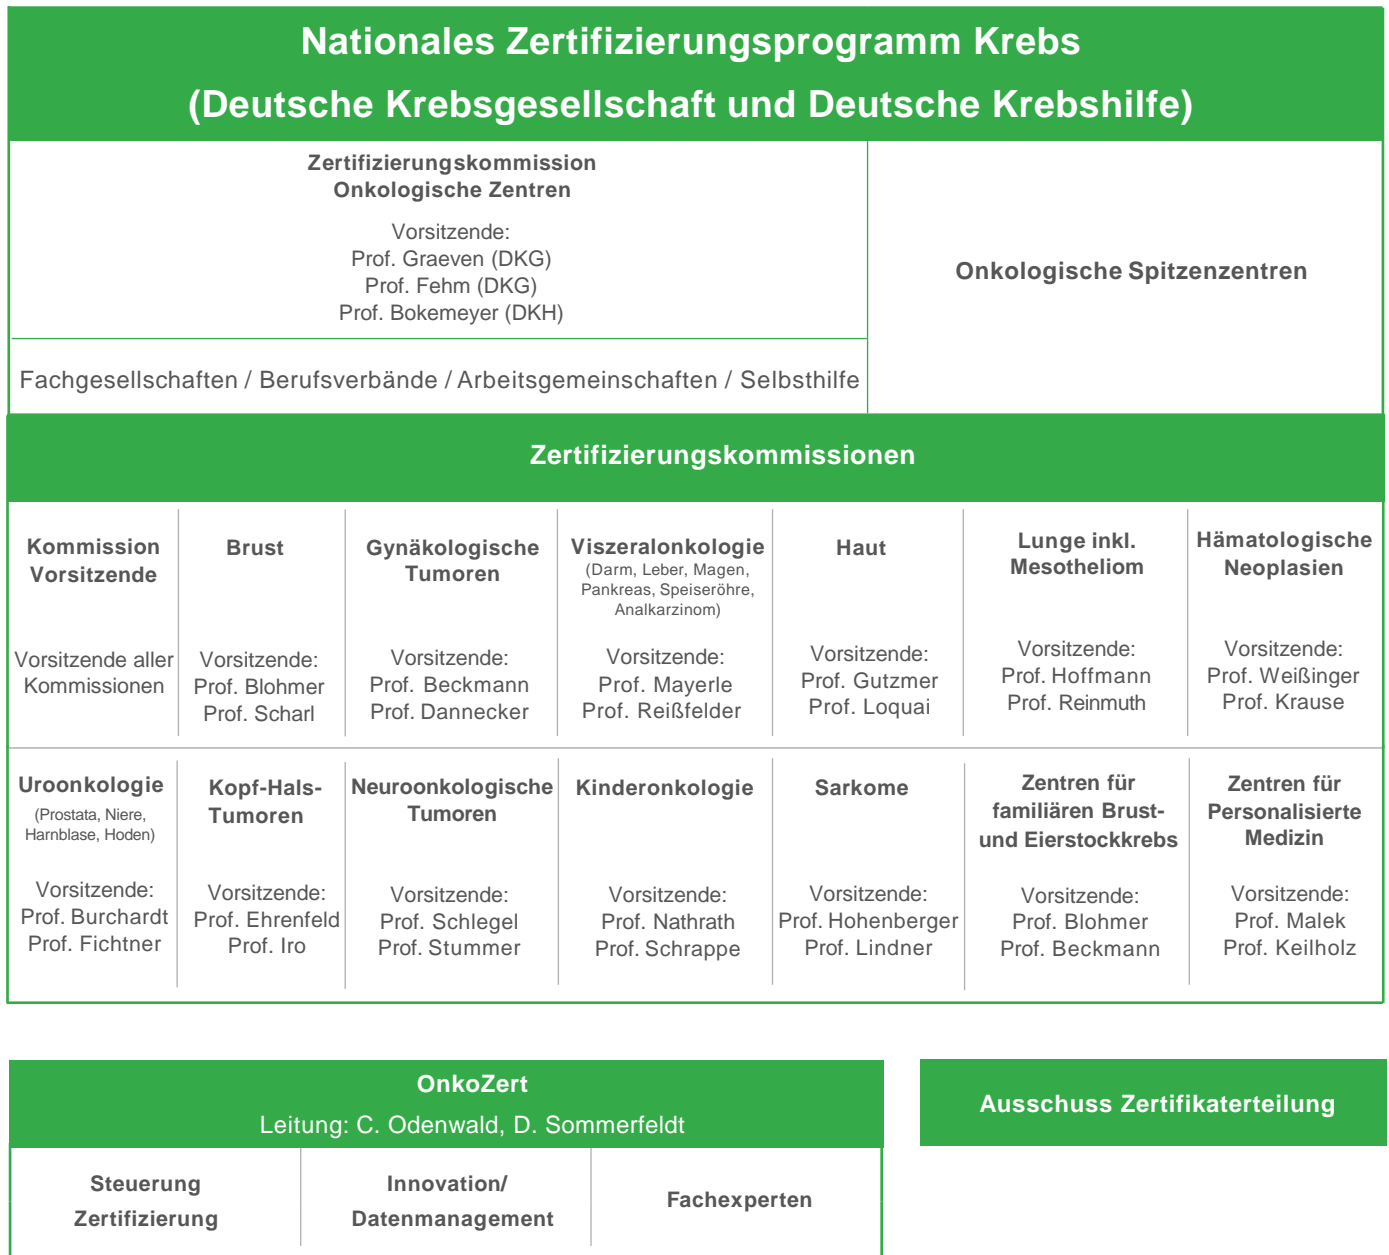 Nationales Zertifizierungsprogramm Krebs
(Deutsche Krebsgesellschaft und Deutsche Krebshilfe)
Zertifizierungskommission
Onkologische Zentren
Vorsitzende:
Prof. Graeven (DKG)
Prof. Fehm (DKG)
Prof. Bokemeyer (DKH)
Fachgesellschaften / Berufsverbände / Arbeitsgemeinschaften / Selbsthilfe
Onkologische Spitzenzentren
Zertifizierungskommissionen
Kommission
Vorsitzende
Vorsitzende aller
Kommissionen
Brust
Vorsitzende:
Prof. Blohmer
Prof. Scharl
Gynäkologische
Tumoren
Vorsitzende:
Prof. Beckmann
Prof. Dannecker
Viszeralonkologie
(Darm, Leber, Magen,
Pankreas, Speiseröhre,
Analkarzinom)
Vorsitzende:
Prof. Mayerle
Prof. Reißfelder
Haut
Vorsitzende:
Prof. Gutzmer
Prof. Loquai
Lunge inkl.
Mesotheliom
Vorsitzende:
Prof. Hoffmann
Prof. Reinmuth
Hämatologische
Neoplasien
Vorsitzende:
Prof. Weißinger
Prof. Krause
Uroonkologie
(Prostata, Niere,
Harnblase, Hoden)
Vorsitzende:
Prof. Burchardt
Prof. Fichtner
Kopf-Hals-
Tumoren
Vorsitzende:
Prof. Ehrenfeld
Prof. Iro
Neuroonkologische
Tumoren
Vorsitzende:
Prof. Schlegel
Prof. Stummer
Kinderonkologie
Vorsitzende:
Prof. Nathrath
Prof. Schrappe
Sarkome
Vorsitzende:
Prof. Hohenberger
Prof. Lindner
Zentren für
familiären Brust-
und Eierstockkrebs
Vorsitzende:
Prof. Blohmer
Prof. Beckmann
Zentren für
Personalisierte
Medizin
Vorsitzende:
Prof. Malek
Prof. Keilholz
OnkoZert
Leitung: C. Odenwald, D. Sommerfeldt
Steuerung
Zertifizierung
Innovation/
Datenmanagement
Fachexperten
Ausschuss Zertifikaterteilung